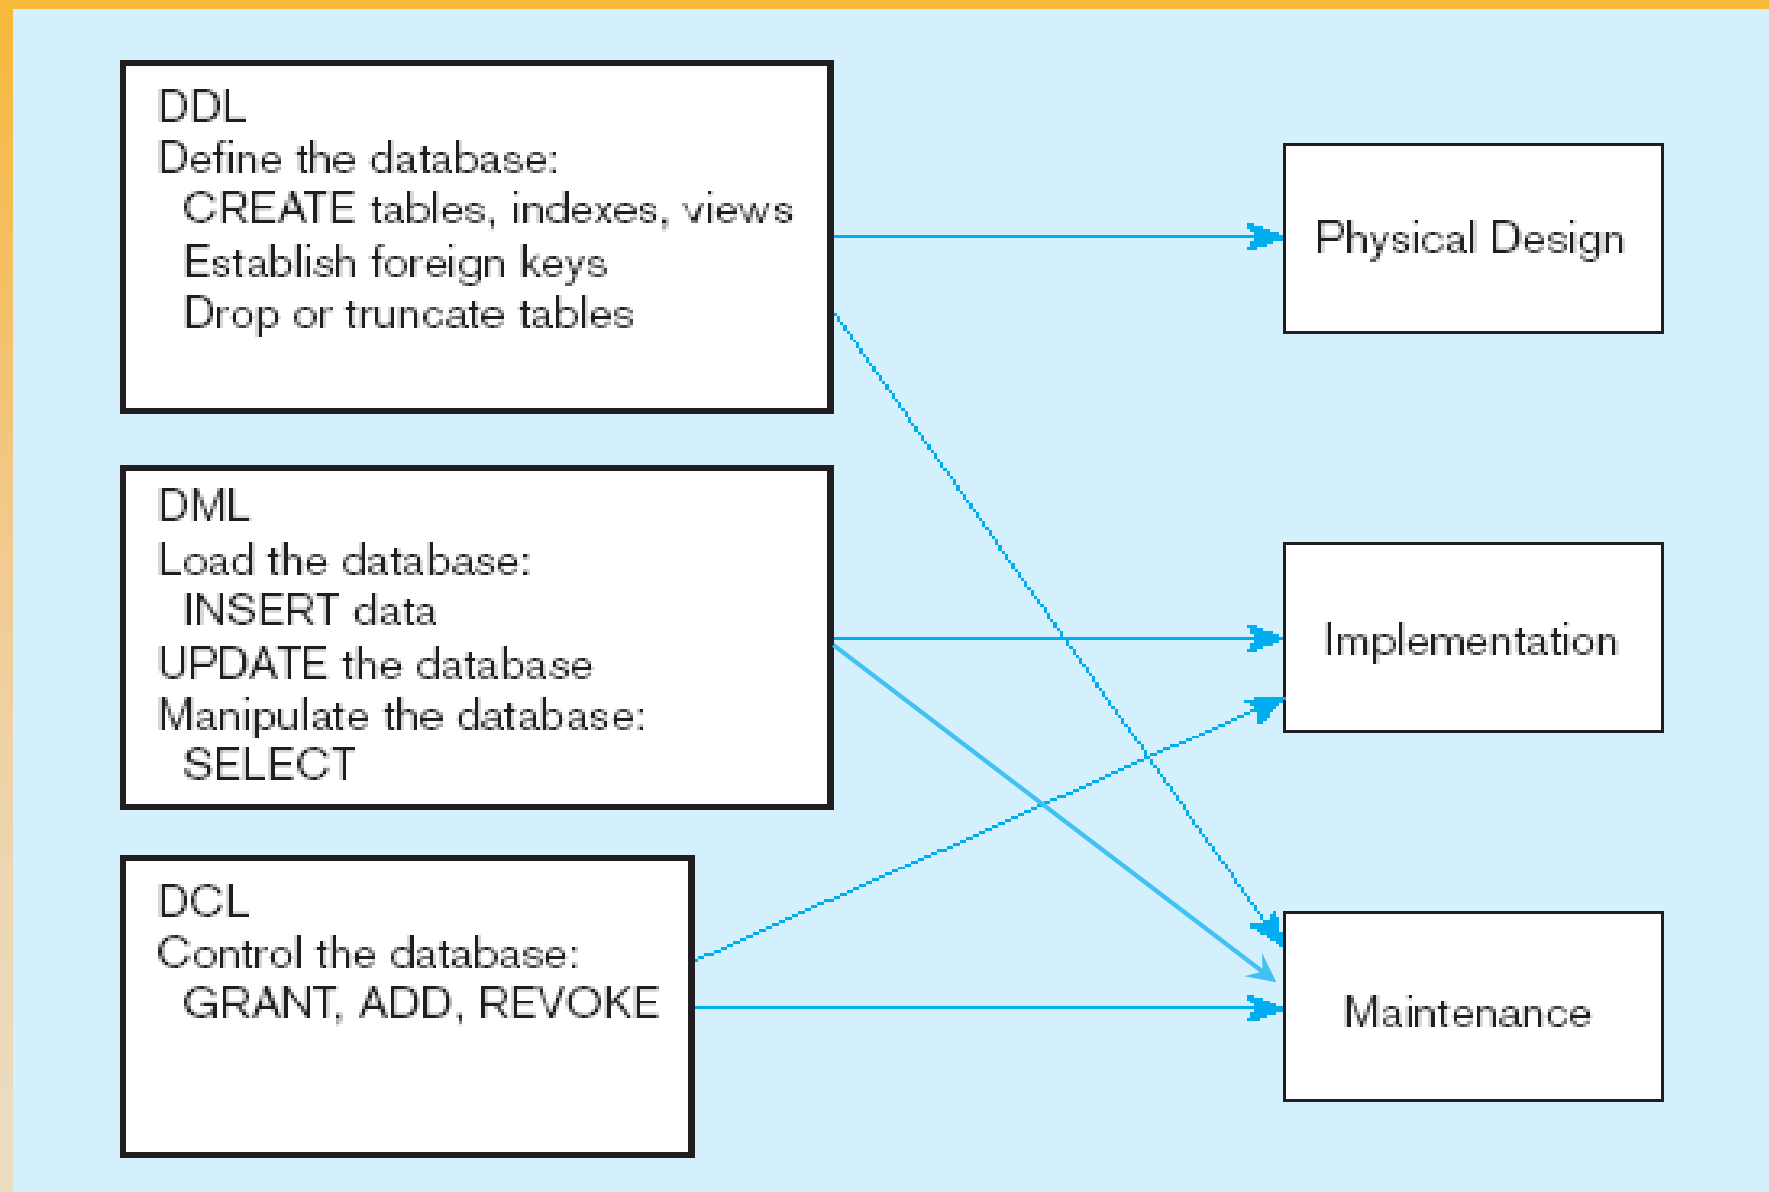 DDL
Define the database:
CREATE tables, indexes, views
Establish foreign keys
Drop or truncate tables
Physical Design
DML
Load the database:
INSERT data
UPDATE the database
Manipulate the database:
SELECT
Implementation
DCL
Control the database:
GRANT, ADD, REVOKE
Maintenance